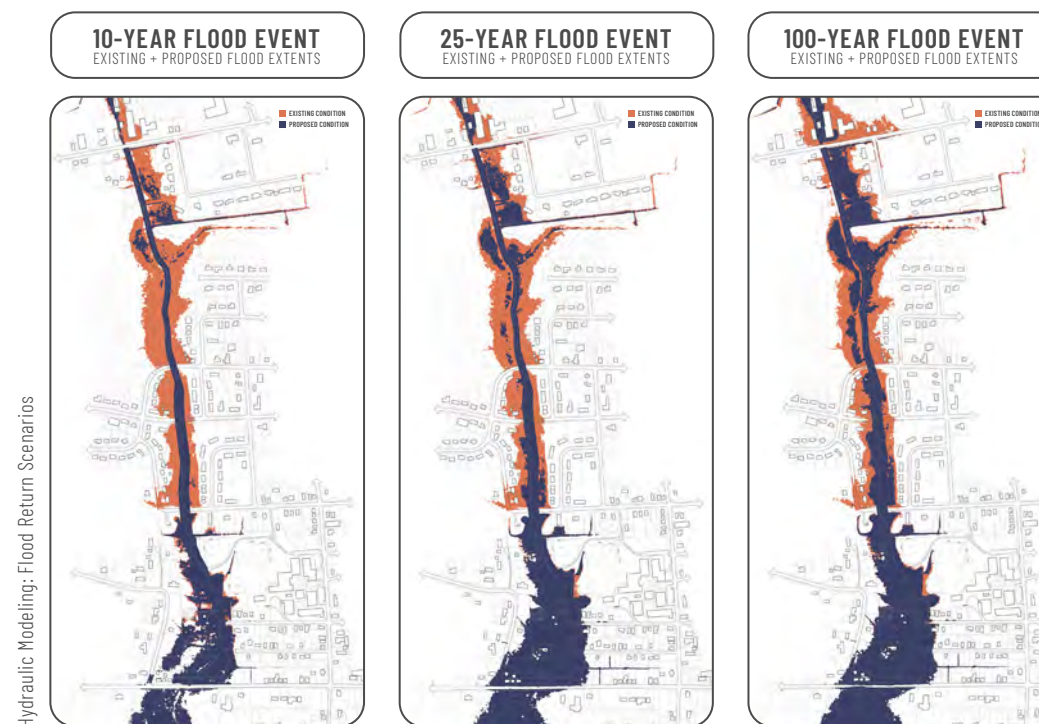 10-YEAR FLOOD EVENT
EXISTING + PROPOSED FLOOD EXTENTS
25-YEAR FLOOD EVENT
EXISTING + PROPOSED FLOOD EXTENTS
100-YEAR FLOOD EVENT
EXISTING + PROPOSED FLOOD EXTENTS
EXISTING CONDITION
PROPOSED CONDITION
EXISTING CONDITION
PROPOSED CONDITION
EXISTING CONDITION
PROPOSED CONDITION
Hydraulic Modeling: Flood Return Scenarios